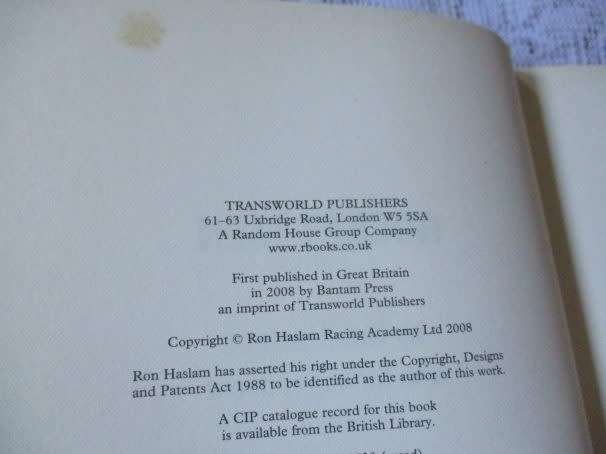 TRANSWORLD PUBLISHERS
61–63 Uxbridge Road, London W5 5SA
A Random House Group Company
www.rbooks.co.uk
First published in Great Britain
in 2008 by Bantam Press
an imprint of Transworld Publishers
Copyright © Ron Haslam Racing Academy Ltd 2008
Ron Haslam has asserted his right under the Copyright, Designs
and Patents Act 1988 to be identified as the author of this work.
A CIP catalogue record for this book
is available from the British Library.